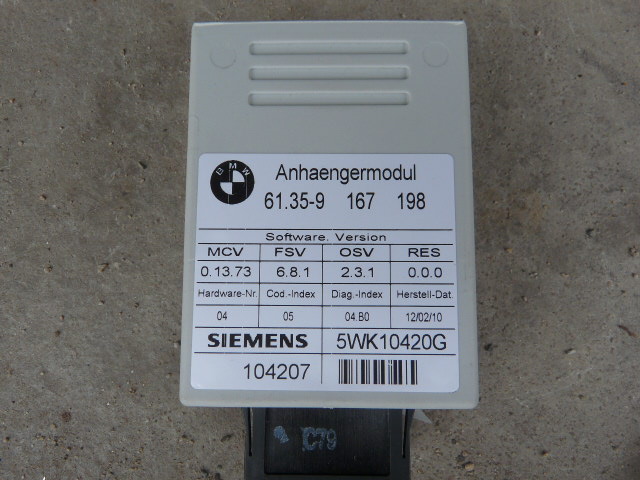 BMW
Anhaengermodul
61.35-9 167 198
Software. Version
MCV FSV OSV RES
0.13.73 6.8.1 2.3.1 0.0.0
Hardware-Nr. Cod.-Index Diag.-Index Herstell-Dat.
04 05 04.B0 12/02/10
SIEMENS 5WK10420G
104207
C79